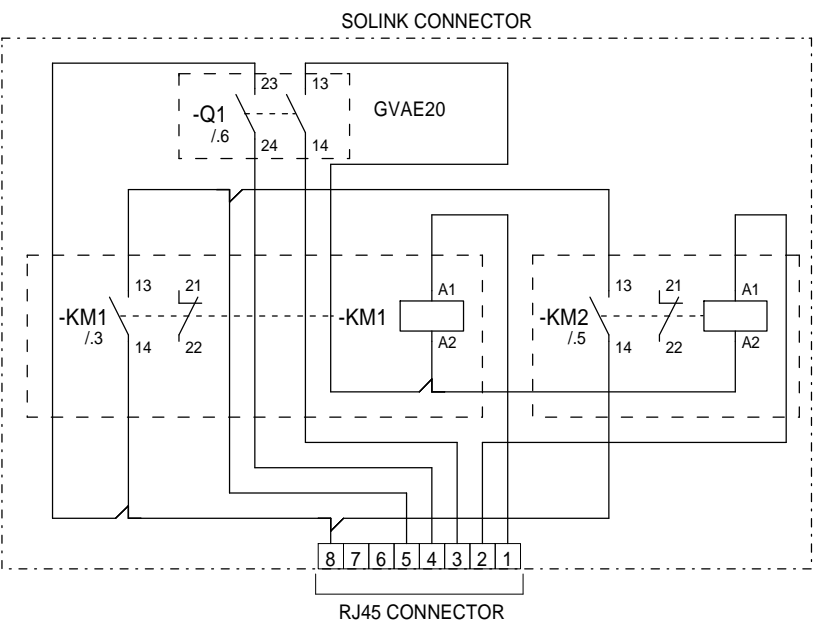 SOLINK CONNECTOR
23 13
-Q1 GVAE20
/.6
24 14
13 21 A1 13 21 A1
-KM1 -KM1 -KM2
/.3 A2 /.5 A2
14 22 14 22
8 7 6 5 4 3 2 1
RJ45 CONNECTOR